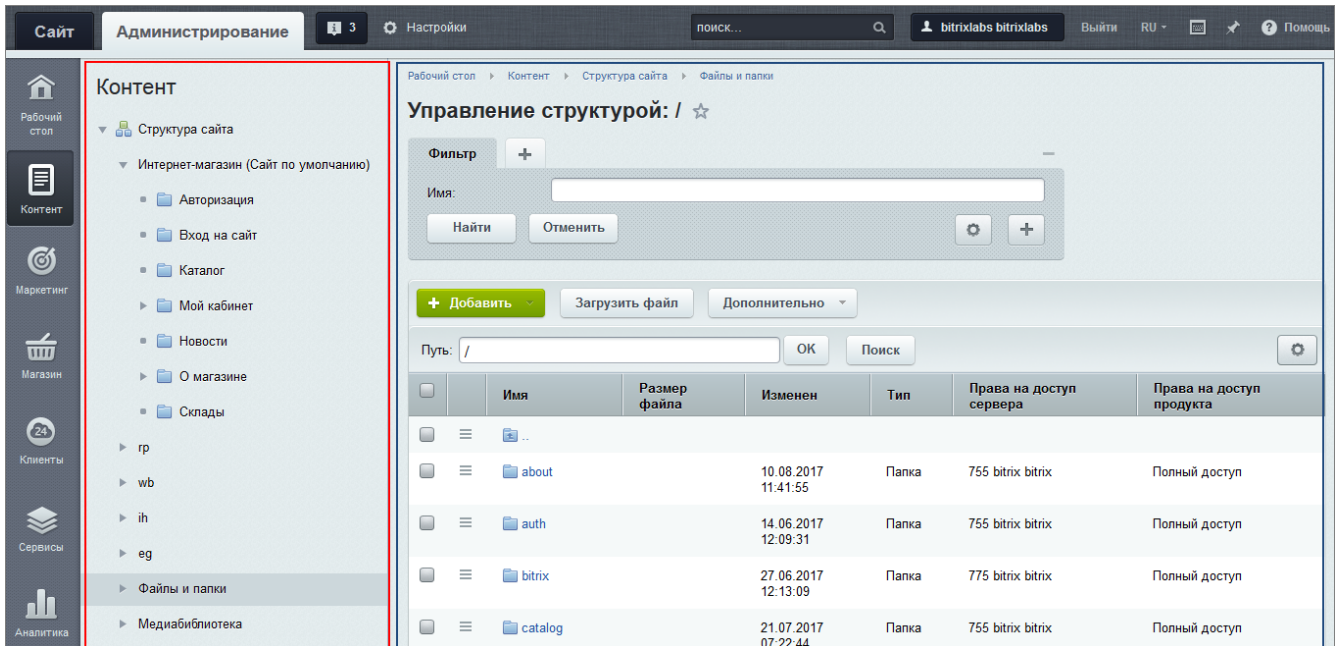 Сайт
Администрирование
3
Настройки
поиск...
bitrixlabs bitrixlabs
Выйти
RU
Помощь
Рабочий
стол
Контент
Маркетинг
Магазин
24
Клиенты
Сервисы
Аналитика
Контент
Структура сайта
Интернет-магазин (Сайт по умолчанию)
Авторизация
Вход на сайт
Каталог
Мой кабинет
Новости
О магазине
Склады
rp
wb
ih
eg
Файлы и папки
Медиабиблиотека
Рабочий стол Контент Структура сайта Файлы и папки
Управление структурой: /
Фильтр
Имя:
Найти Отменить
Добавить Загрузить файл Дополнительно
Путь: / OK Поиск
Имя Размер файла Изменен Тип Права на доступ сервера Права на доступ продукта
..
about 10.08.2017 11:41:55 Папка 755 bitrix bitrix Полный доступ
auth 14.06.2017 12:09:31 Папка 755 bitrix bitrix Полный доступ
bitrix 27.06.2017 12:13:09 Папка 775 bitrix bitrix Полный доступ
catalog 21.07.2017 07:22:44 Папка 755 bitrix bitrix Полный доступ